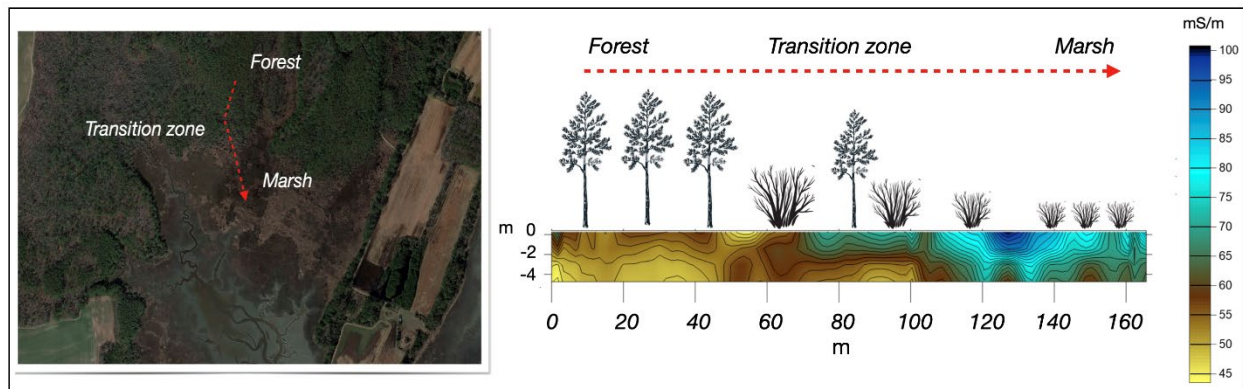 Forest
Transition zone
Marsh
Forest Transition zone Marsh
m 0
-2
-4
0 20 40 60 80 100 120 140 160
m
mS/m
100
95
90
85
80
75
70
65
60
55
50
45